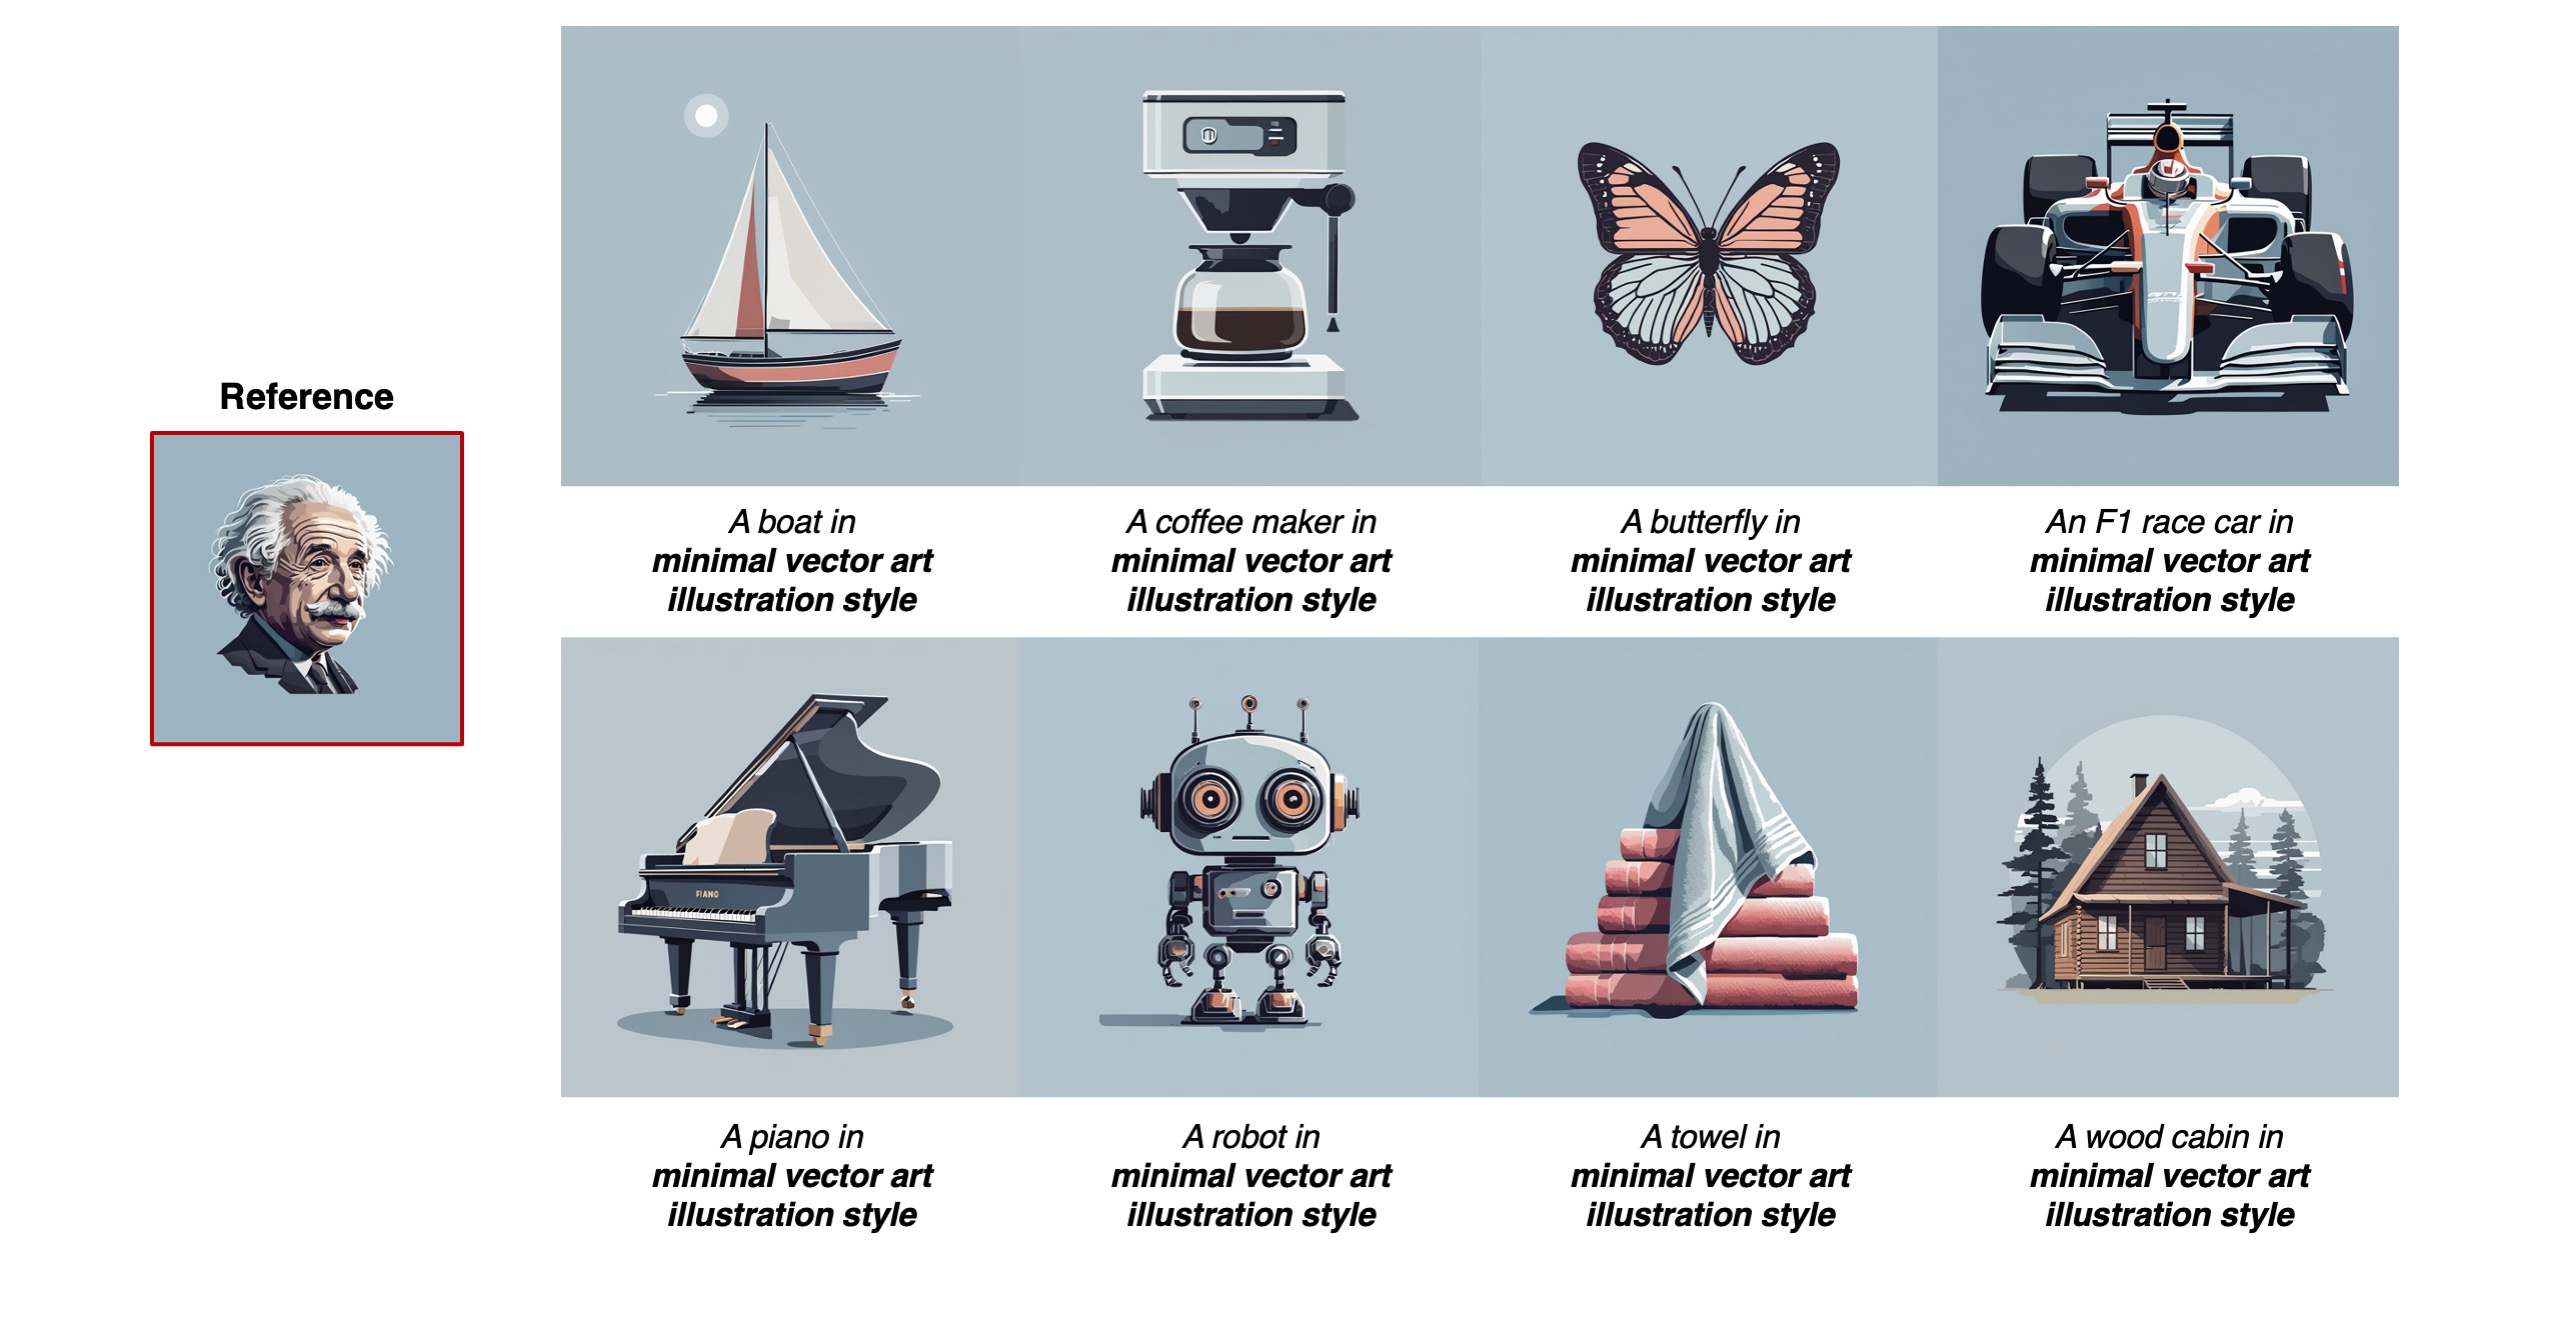 Reference
A boat in
minimal vector art
illustration style
A coffee maker in
minimal vector art
illustration style
A butterfly in
minimal vector art
illustration style
An F1 race car in
minimal vector art
illustration style
FIANO
A piano in
minimal vector art
illustration style
A robot in
minimal vector art
illustration style
A towel in
minimal vector art
illustration style
A wood cabin in
minimal vector art
illustration style